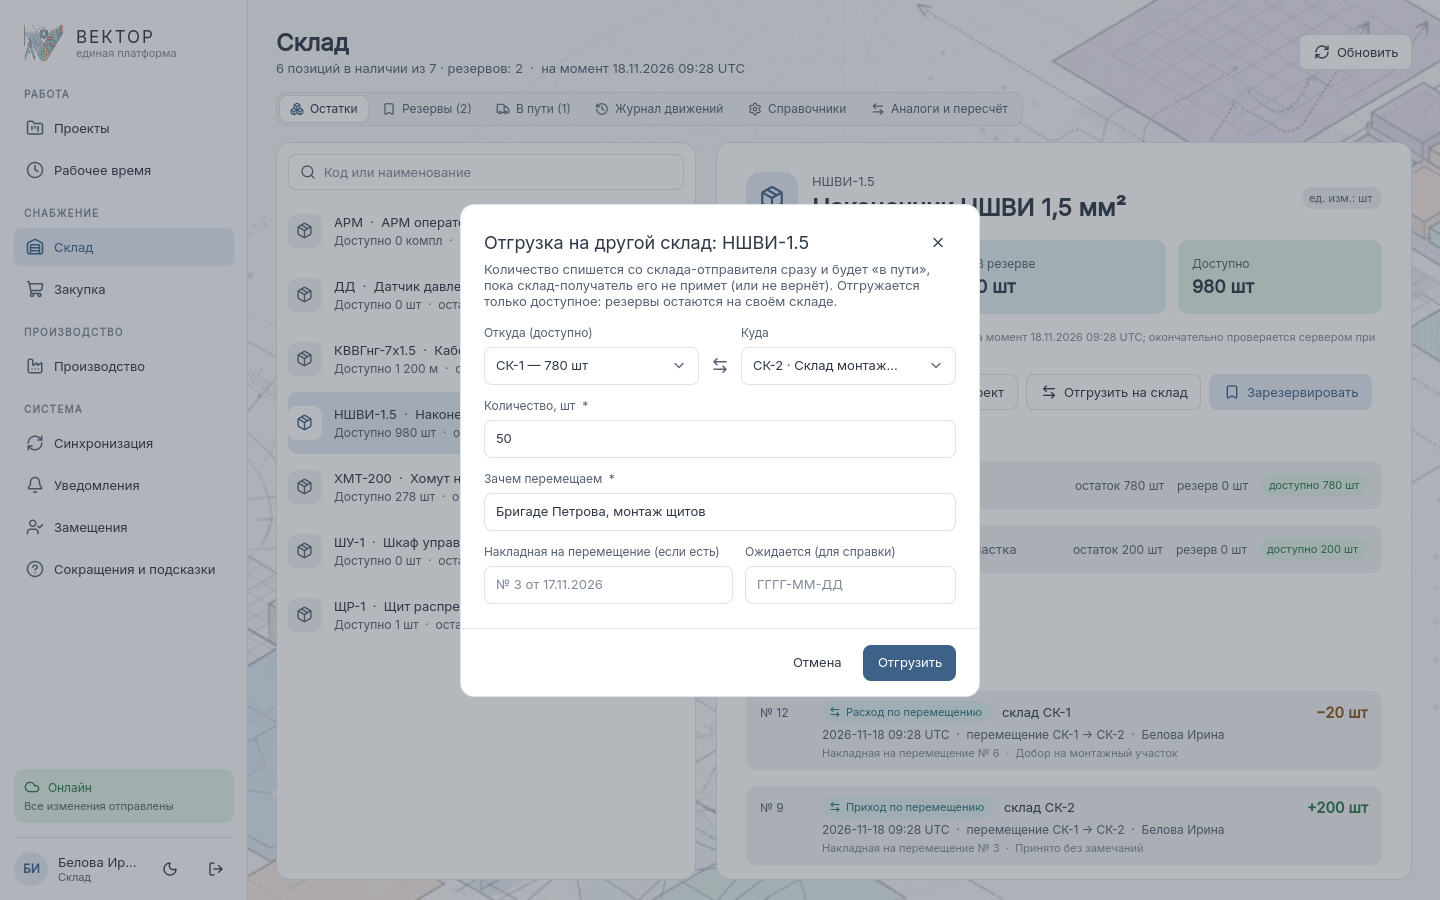 ВЕКТОР
единая платформа
РАБОТА
Проекты
Рабочее время
СНАБЖЕНИЕ
Склад
Закупка
ПРОИЗВОДСТВО
Производство
СИСТЕМА
Синхронизация
Уведомления
Замещения
Сокращения и подсказки
Онлайн
Все изменения отправлены
БИ
Белова Ир...
Склад
Склад
6 позиций в наличии из 7 · резервов: 2 · на момент 18.11.2026 09:28 UTC
Обновить
Остатки
Резервы (2)
В пути (1)
Журнал движений
Справочники
Аналоги и пересчёт
Код или наименование
АРМ · АРМ операт
Доступно 0 компл ·
ДД · Датчик давле
Доступно 0 шт · ост
КВВГнг-7х1.5 · Каб
Доступно 1 200 м ·
НШВИ-1.5 · Наконе
Доступно 980 шт ·
ХМТ-200 · Хомут н
Доступно 278 шт ·
ШУ-1 · Шкаф управ
Доступно 0 шт · ост
ЩР-1 · Щит распре
Доступно 1 шт · оста
НШВИ-1.5
Наконечник НШВИ 1,5 мм²
ед. изм.: шт
В резерве
0 шт
Доступно
980 шт
а момент 18.11.2026 09:28 UTC; окончательно проверяется сервером при
ект
Отгрузить на склад
Зарезервировать
остаток 780 шт
резерв 0 шт
доступно 780 шт
астка
остаток 200 шт
резерв 0 шт
доступно 200 шт
№ 12
Расход по перемещению
склад СК-1
−20 шт
2026-11-18 09:28 UTC · перемещение СК-1 → СК-2 · Белова Ирина
Накладная на перемещение № 6 · Добор на монтажный участок
№ 9
Приход по перемещению
склад СК-2
+200 шт
2026-11-18 09:28 UTC · перемещение СК-1 → СК-2 · Белова Ирина
Накладная на перемещение № 3 · Принято без замечаний
Отгрузка на другой склад: НШВИ-1.5
Количество спишется со склада-отправителя сразу и будет «в пути»,
пока склад-получатель его не примет (или не вернёт). Отгружается
только доступное: резервы остаются на своём складе.
Откуда (доступно)
Куда
СК-1 — 780 шт
СК-2 · Склад монтаж...
Количество, шт *
50
Зачем перемещаем *
Бригаде Петрова, монтаж щитов
Накладная на перемещение (если есть)
Ожидается (для справки)
№ 3 от 17.11.2026
ГГГГ-ММ-ДД
Отмена
Отгрузить